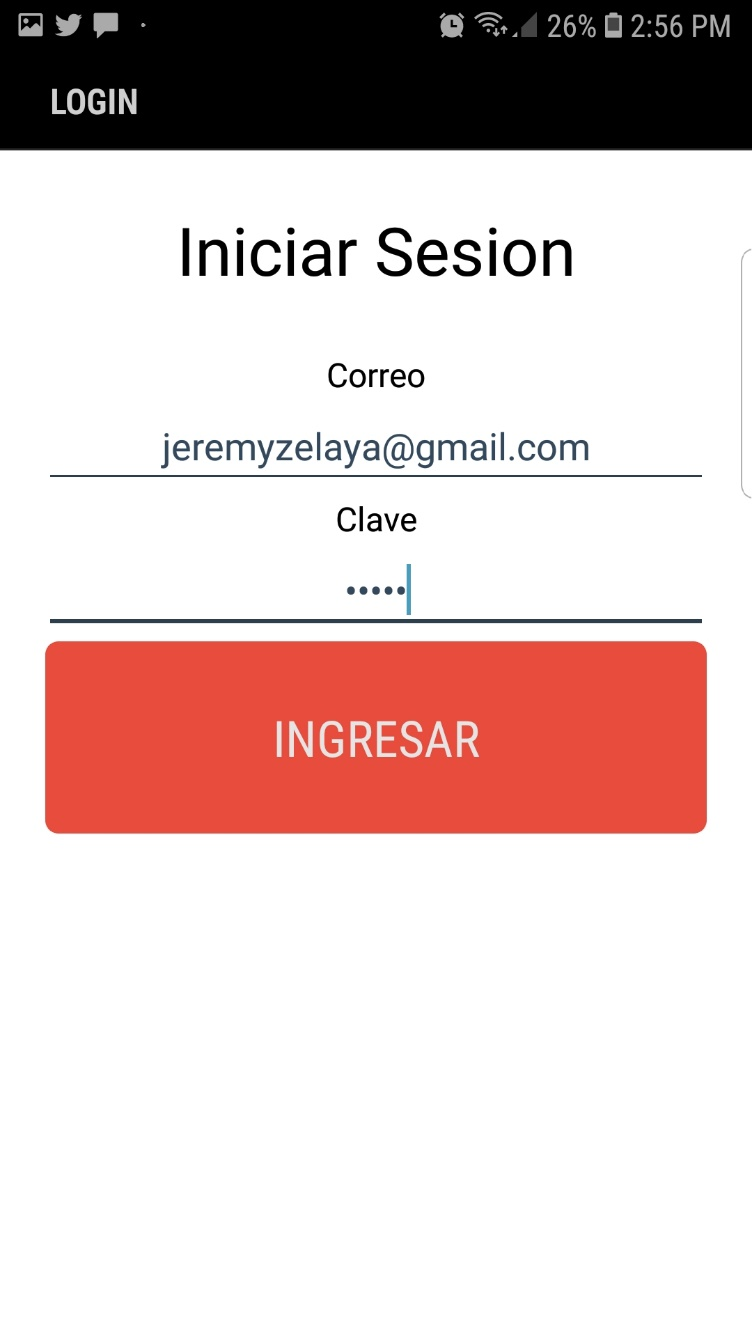 26% 2:56 PM
LOGIN
Iniciar Sesion
Correo
jeremyzelaya@gmail.com
Clave
•••••
INGRESAR